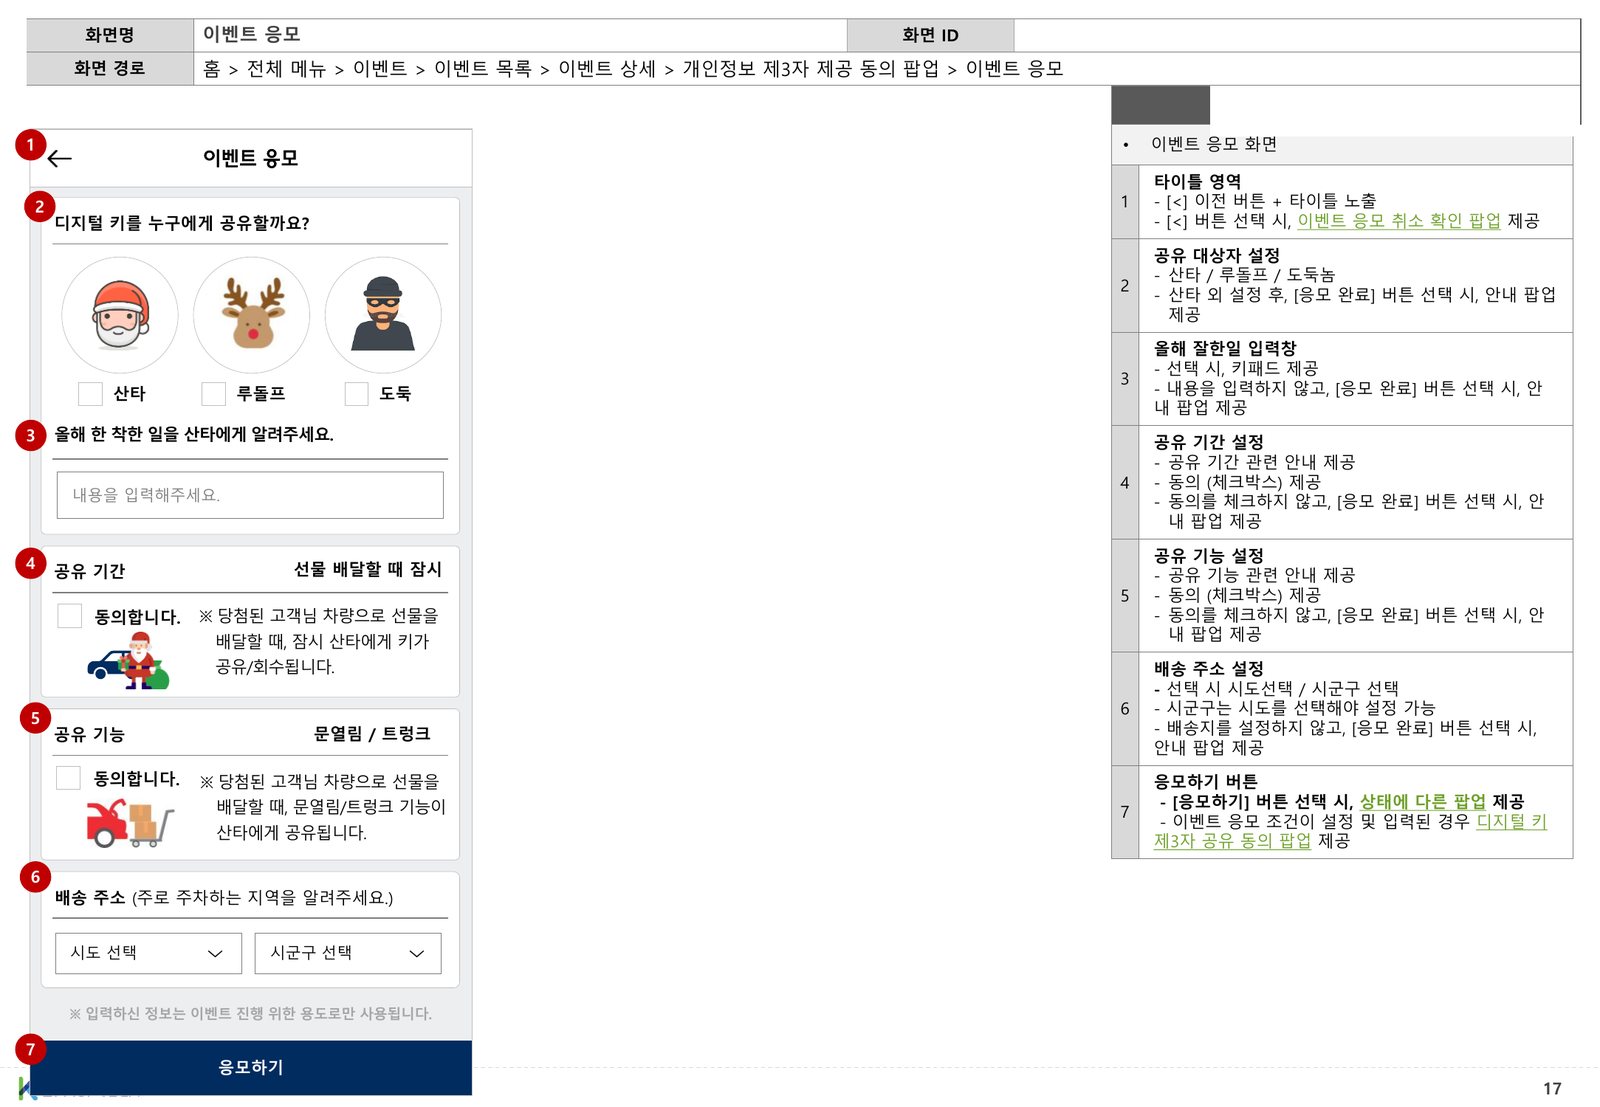 화면명 이벤트 응모 화면 ID
화면 경로 홈 > 전체 메뉴 > 이벤트 > 이벤트 목록 > 이벤트 상세 > 개인정보 제3자 제공 동의 팝업 > 이벤트 응모
1
이벤트 응모
2
디지털 키를 누구에게 공유할까요?
산타 루돌프 도둑
3 올해 한 착한 일을 산타에게 알려주세요.
내용을 입력해주세요.
4
공유 기간 선물 배달할 때 잠시
동의합니다. ※ 당첨된 고객님 차량으로 선물을
배달할 때, 잠시 산타에게 키가
공유/회수됩니다.
5
공유 기능 문열림 / 트렁크
동의합니다. ※ 당첨된 고객님 차량으로 선물을
배달할 때, 문열림/트렁크 기능이
산타에게 공유됩니다.
6
배송 주소 (주로 주차하는 지역을 알려주세요.)
시도 선택 시군구 선택
※ 입력하신 정보는 이벤트 진행 위한 용도로만 사용됩니다.
7
응모하기
• 이벤트 응모 화면
1
타이틀 영역
- [<] 이전 버튼 + 타이틀 노출
- [<] 버튼 선택 시, 이벤트 응모 취소 확인 팝업 제공
2
공유 대상자 설정
- 산타 / 루돌프 / 도둑놈
- 산타 외 설정 후, [응모 완료] 버튼 선택 시, 안내 팝업
제공
3
올해 잘한일 입력창
- 선택 시, 키패드 제공
- 내용을 입력하지 않고, [응모 완료] 버튼 선택 시, 안
내 팝업 제공
4
공유 기간 설정
- 공유 기간 관련 안내 제공
- 동의 (체크박스) 제공
- 동의를 체크하지 않고, [응모 완료] 버튼 선택 시, 안
내 팝업 제공
5
공유 기능 설정
- 공유 기능 관련 안내 제공
- 동의 (체크박스) 제공
- 동의를 체크하지 않고, [응모 완료] 버튼 선택 시, 안
내 팝업 제공
6
배송 주소 설정
- 선택 시 시도선택 / 시군구 선택
- 시군구는 시도를 선택해야 설정 가능
- 배송지를 설정하지 않고, [응모 완료] 버튼 선택 시,
안내 팝업 제공
7
응모하기 버튼
- [응모하기] 버튼 선택 시, 상태에 다른 팝업 제공
- 이벤트 응모 조건이 설정 및 입력된 경우 디지털 키
제3자 공유 동의 팝업 제공
17